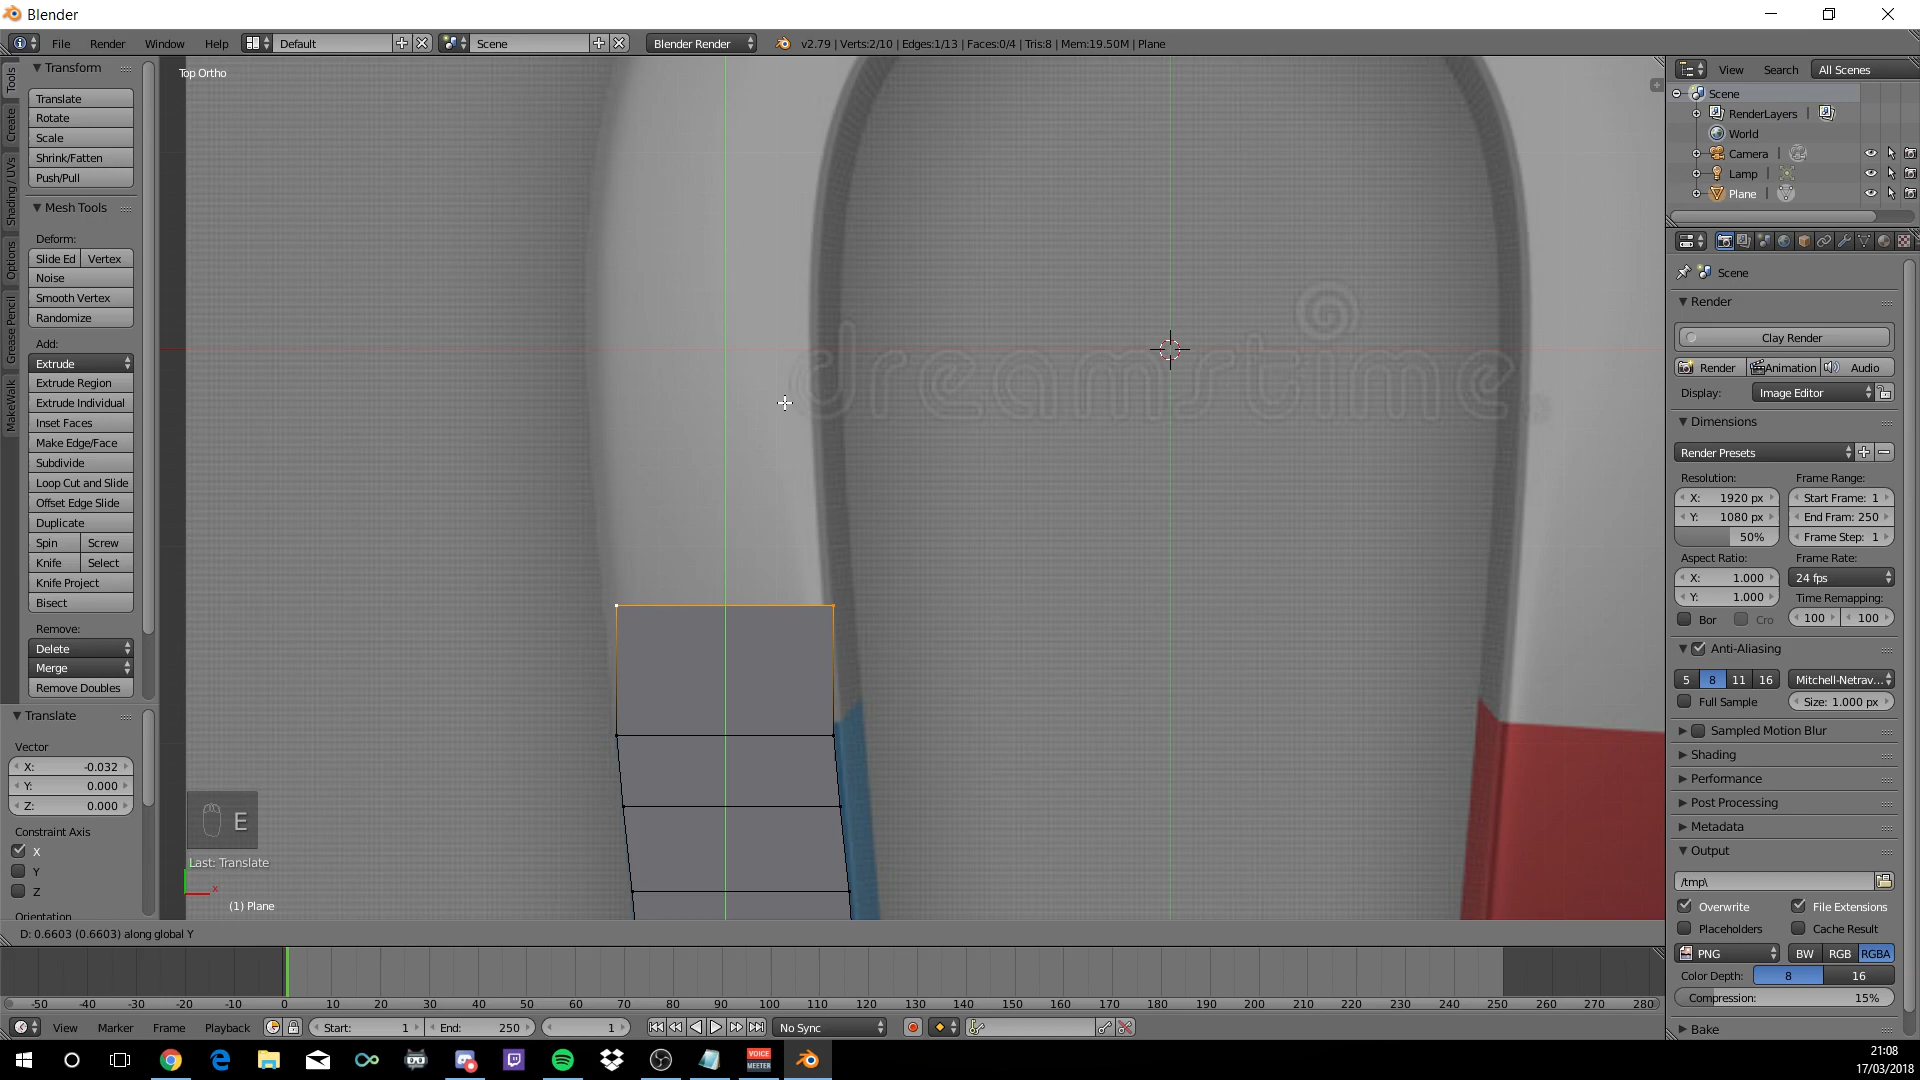 Blender
File Render Window Help Default Scene Blender Render v2.79 | Verts:2/10 | Edges:1/13 | Faces:0/4 | Tris:8 | Mem:19.50M | Plane
Tools
Create
Shading / UVs
Options
Grease Pencil
MakeWalk
Transform
Translate
Rotate
Scale
Shrink/Fatten
Push/Pull
Mesh Tools
Deform:
Slide Ed Vertex
Noise
Smooth Vertex
Randomize
Add:
Extrude
Extrude Region
Extrude Individual
Inset Faces
Make Edge/Face
Subdivide
Loop Cut and Slide
Offset Edge Slide
Duplicate
Spin Screw
Knife Select
Knife Project
Bisect
Remove:
Delete
Merge
Remove Doubles
Translate
Vector
X: -0.032
Y: 0.000
Z: 0.000
Constraint Axis
X
Y
Z
Orientation
Top Ortho
dreamstime
E
Last: Translate
x
(1) Plane
D: 0.6603 (0.6603) along global Y
View Search All Scenes
Scene
RenderLayers |
World
Camera |
Lamp |
Plane |
Scene
Render
Clay Render
Render Animation Audio
Display: Image Editor
Dimensions
Render Presets
Resolution: Frame Range:
X: 1920 px Start Frame: 1
Y: 1080 px End Fram: 250
50% Frame Step: 1
Aspect Ratio: Frame Rate:
X: 1.000 24 fps
Y: 1.000 Time Remapping:
Bor Cro 100 100
Anti-Aliasing
5 8 11 16 Mitchell-Netrav...
Full Sample Size: 1.000 px
Sampled Motion Blur
Shading
Performance
Post Processing
Metadata
Output
/tmp\
Overwrite File Extensions
Placeholders Cache Result
PNG BW RGB RGBA
Color Depth: 8 16
Compression: 15%
Bake
-50 -40 -30 -20 -10 0 10 20 30 40 50 60 70 80 90 100 110 120 130 140 150 160 170 180 190 200 210 220 230 240 250 260 270 280
View Marker Frame Playback Start: 1 End: 250 1 No Sync
VOICE
MEETER
21:08
17/03/2018